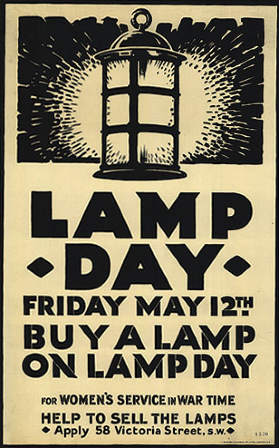 LAMP
DAY
FRIDAY MAY 12TH
BUY A LAMP
ON LAMP DAY
FOR WOMEN'S SERVICE IN WAR TIME
HELP TO SELL THE LAMPS
Apply 58 Victoria Street, s.w.